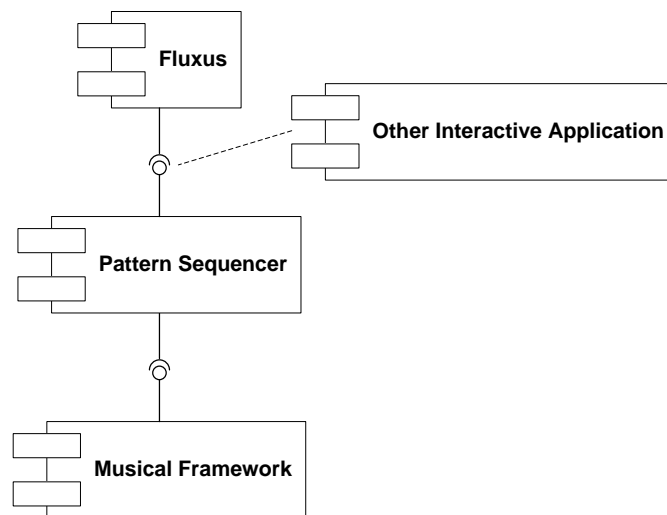 Fluxus
Other Interactive Application
Pattern Sequencer
Musical Framework